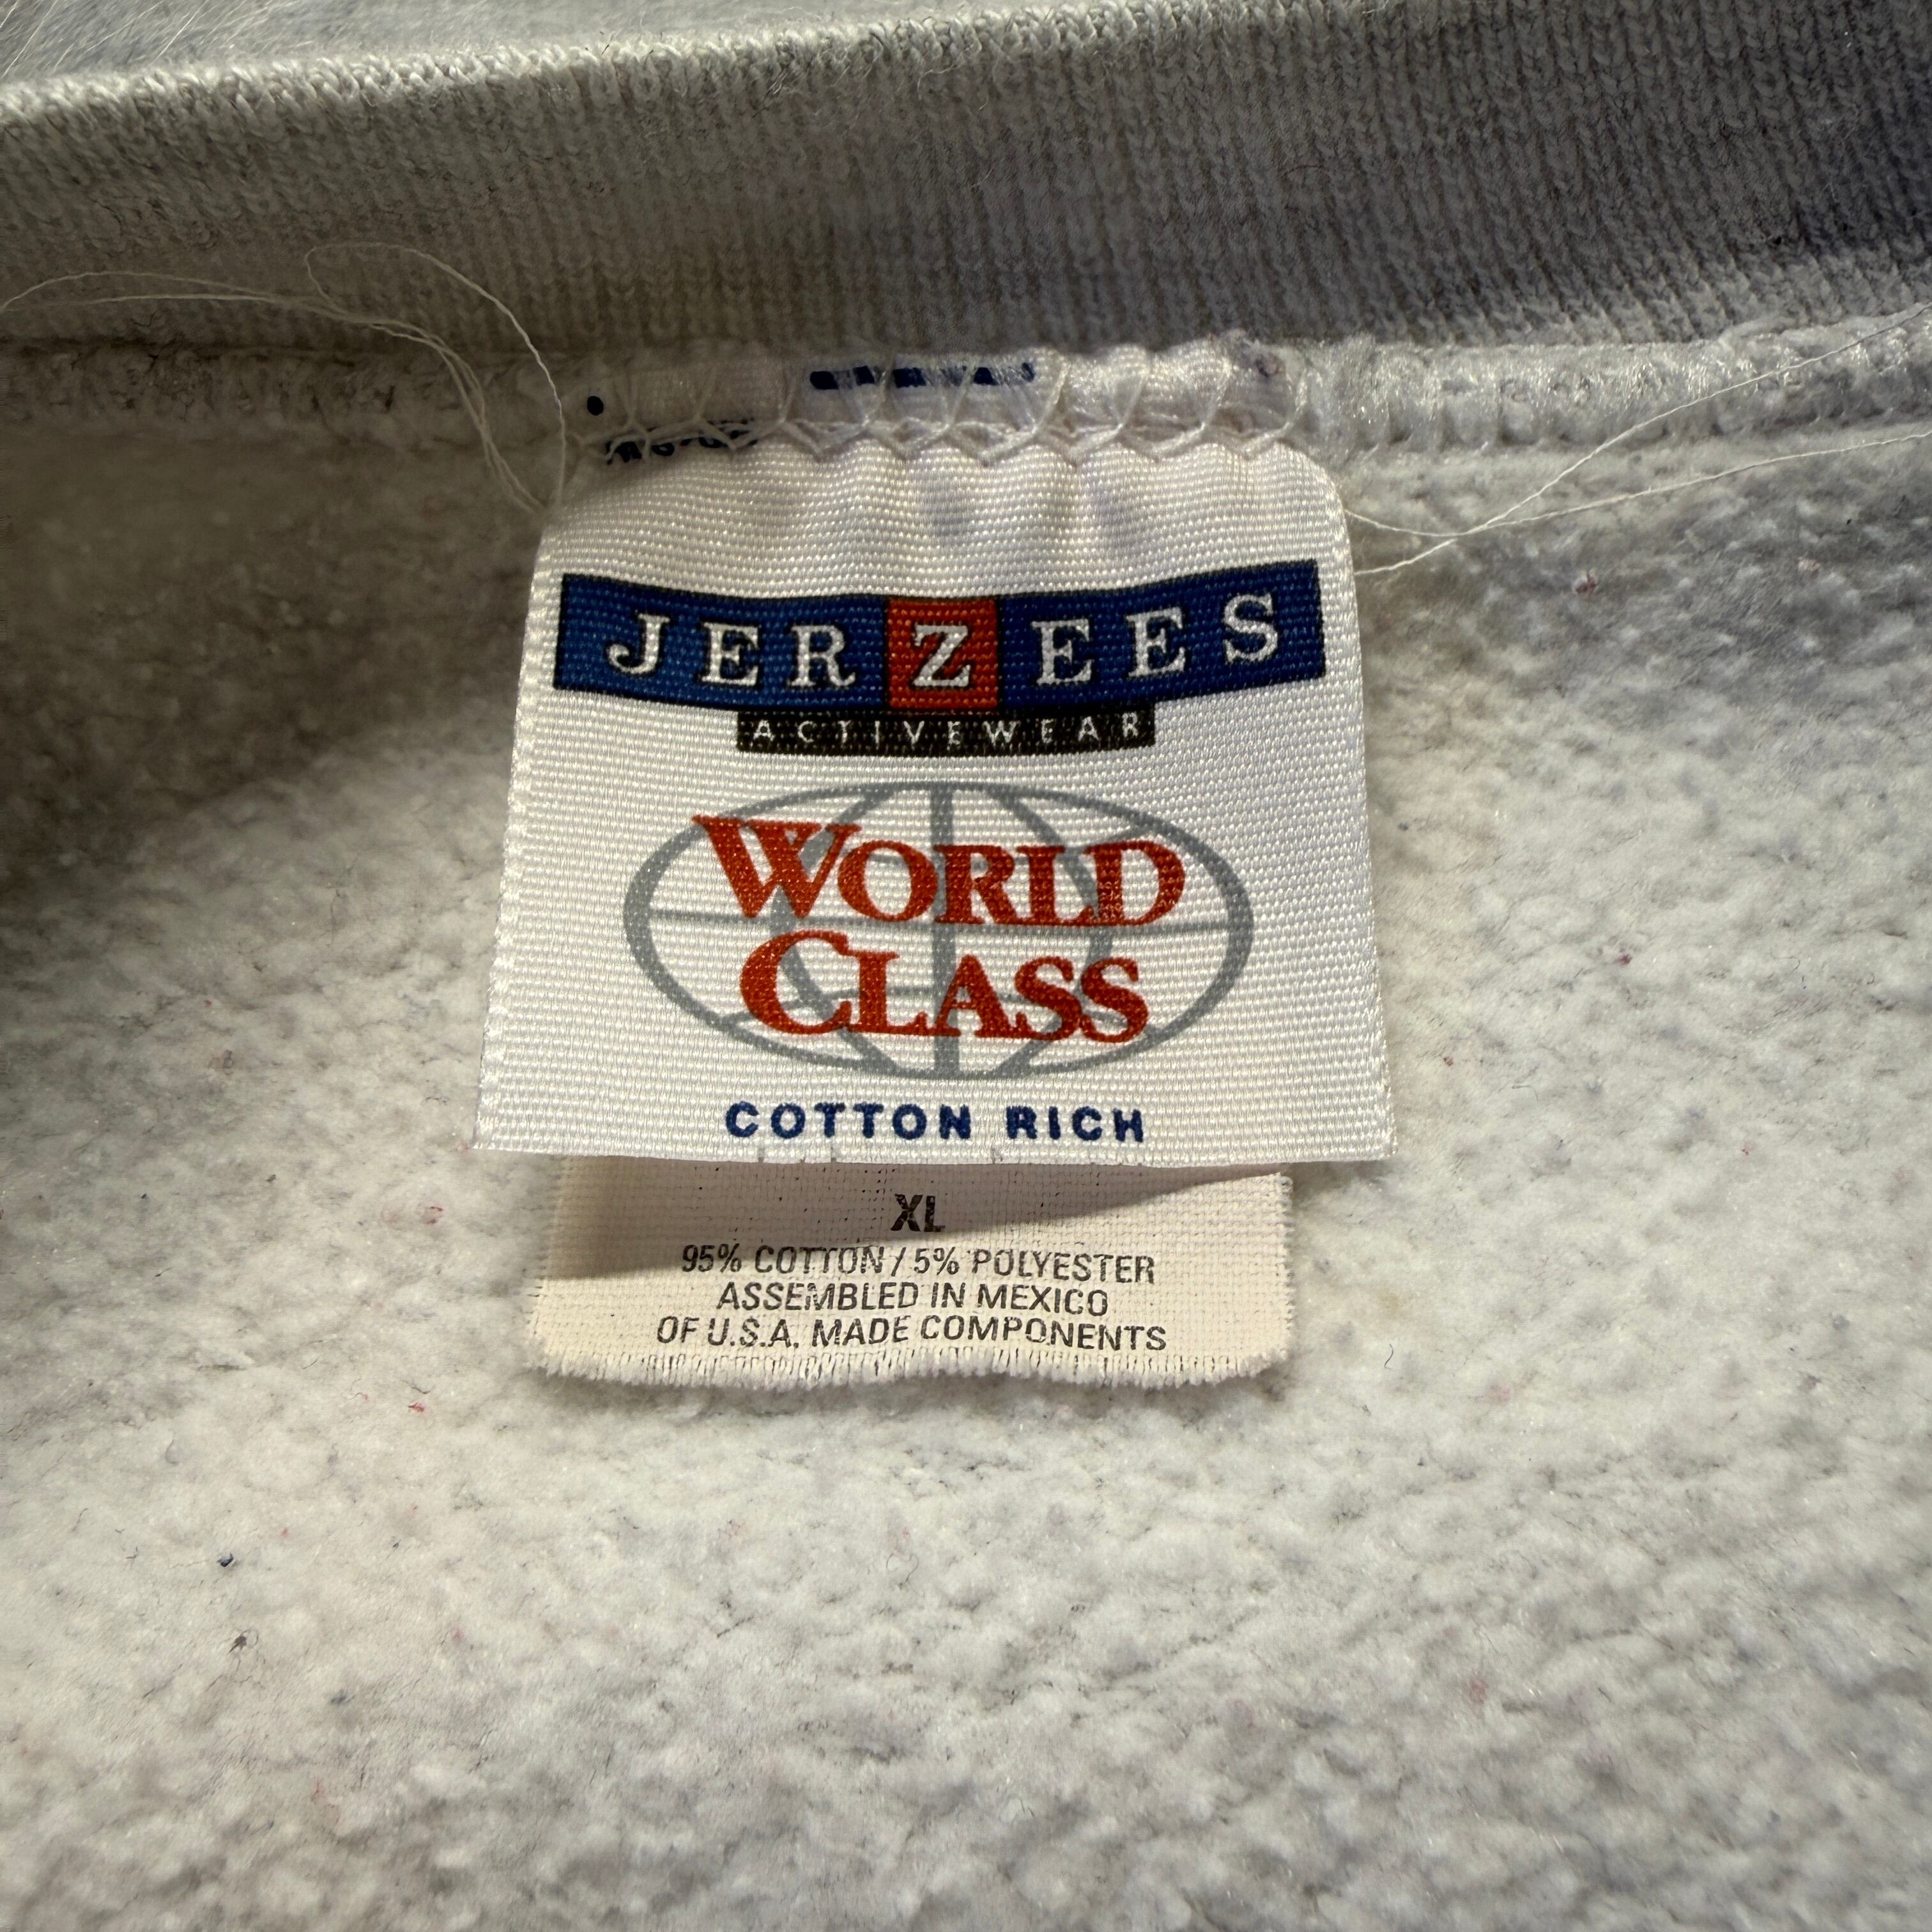 JERZEES
ACTIVEWEAR
WORLD
CLASS
COTTON RICH
XL
95% COTTON / 5% POLYESTER
ASSEMBLED IN MEXICO
OF U.S.A. MADE COMPONENTS